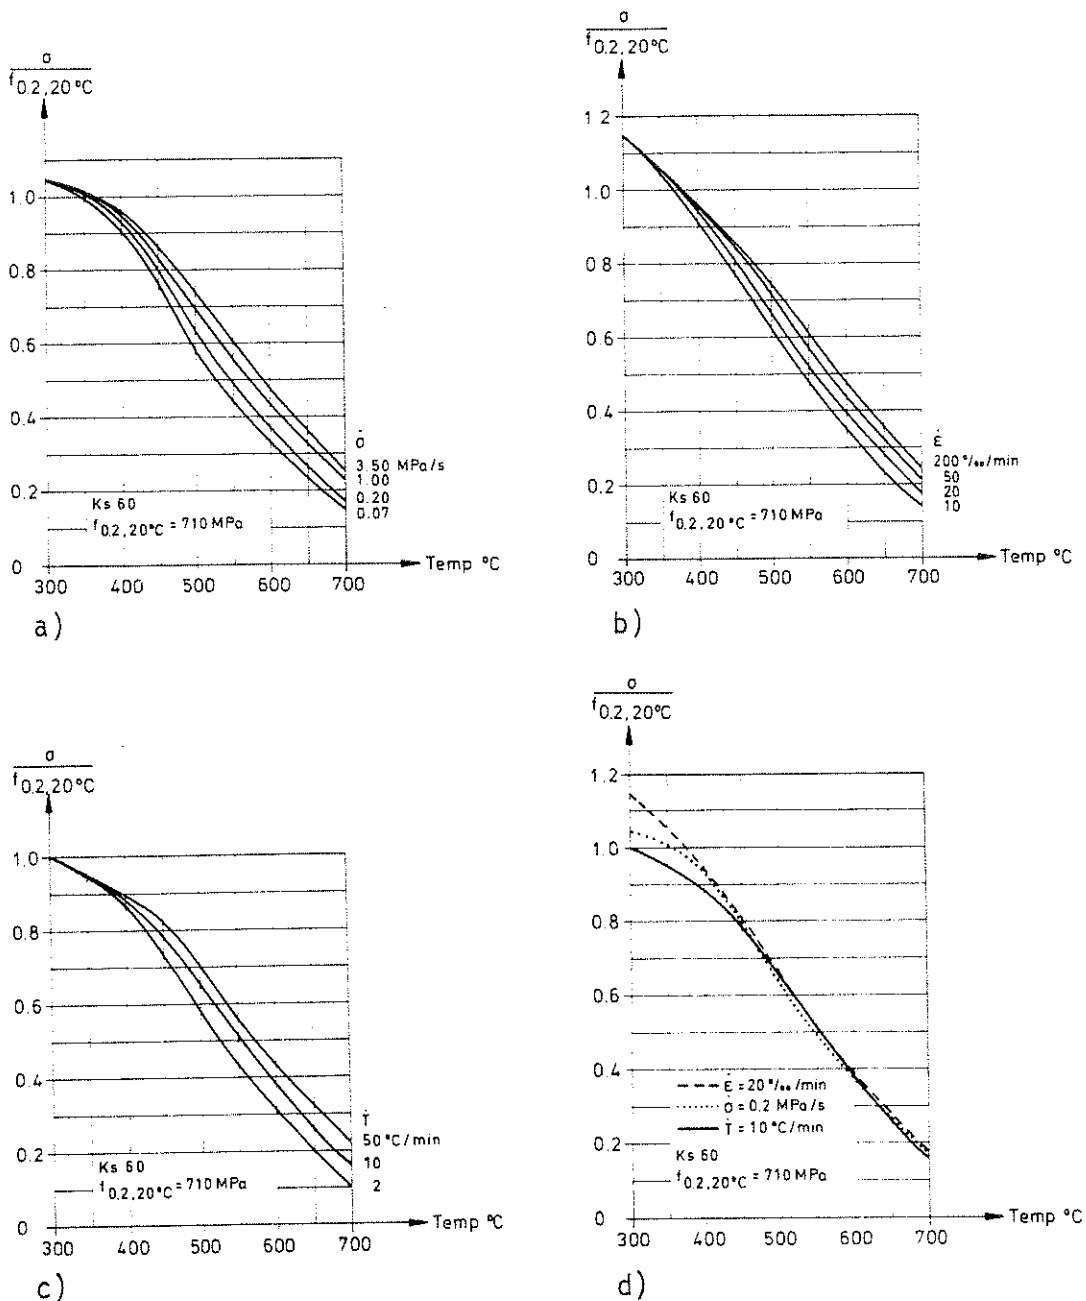 a)
σ
f0.2,20°C
1.0
0.8
0.6
0.4
0.2
0
σ̇
3.50 MPa/s
1.00
0.20
0.07
Ks 60
f0.2,20°C = 710 MPa
Temp °C
300 400 500 600 700
b)
σ
f0.2,20°C
1.2
1.0
0.8
0.6
0.4
0.2
0
ε̇
200 °/oo/min
50
20
10
Ks 60
f0.2,20°C = 710 MPa
Temp °C
300 400 500 600 700
c)
σ
f0.2,20°C
1.0
0.8
0.6
0.4
0.2
0
Ṫ
50 °C/min
10
2
Ks 60
f0.2,20°C = 710 MPa
Temp °C
300 400 500 600 700
d)
σ
f0.2,20°C
1.2
1.0
0.8
0.6
0.4
0.2
0
ε̇ = 20 °/oo/min
σ̇ = 0.2 MPa/s
Ṫ = 10 °C/min
Ks 60
f0.2,20°C = 710 MPa
Temp °C
300 400 500 600 700